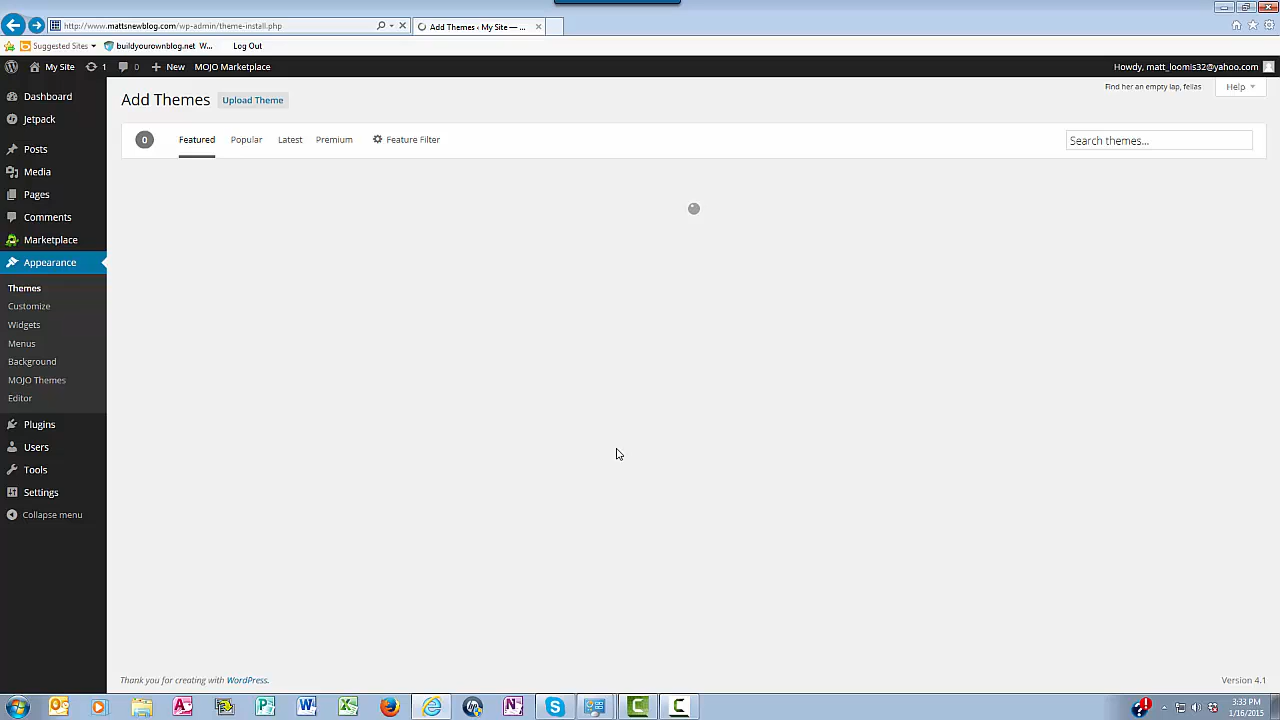 http://www.mattsnewblog.com/wp-admin/theme-install.php
Add Themes ‹ My Site — ...
Suggested Sites
buildyourownblog.net W...
Log Out
My Site
1
0
New
MOJO Marketplace
Howdy, matt_loomis32@yahoo.com
Dashboard
Jetpack
Posts
Media
Pages
Comments
Marketplace
Appearance
Themes
Customize
Widgets
Menus
Background
MOJO Themes
Editor
Plugins
Users
Tools
Settings
Collapse menu
Find her an empty lap, fellas
Help
Add Themes
Upload Theme
0
Featured
Popular
Latest
Premium
Feature Filter
Search themes...
Thank you for creating with WordPress.
Version 4.1
3:33 PM
1/16/2015